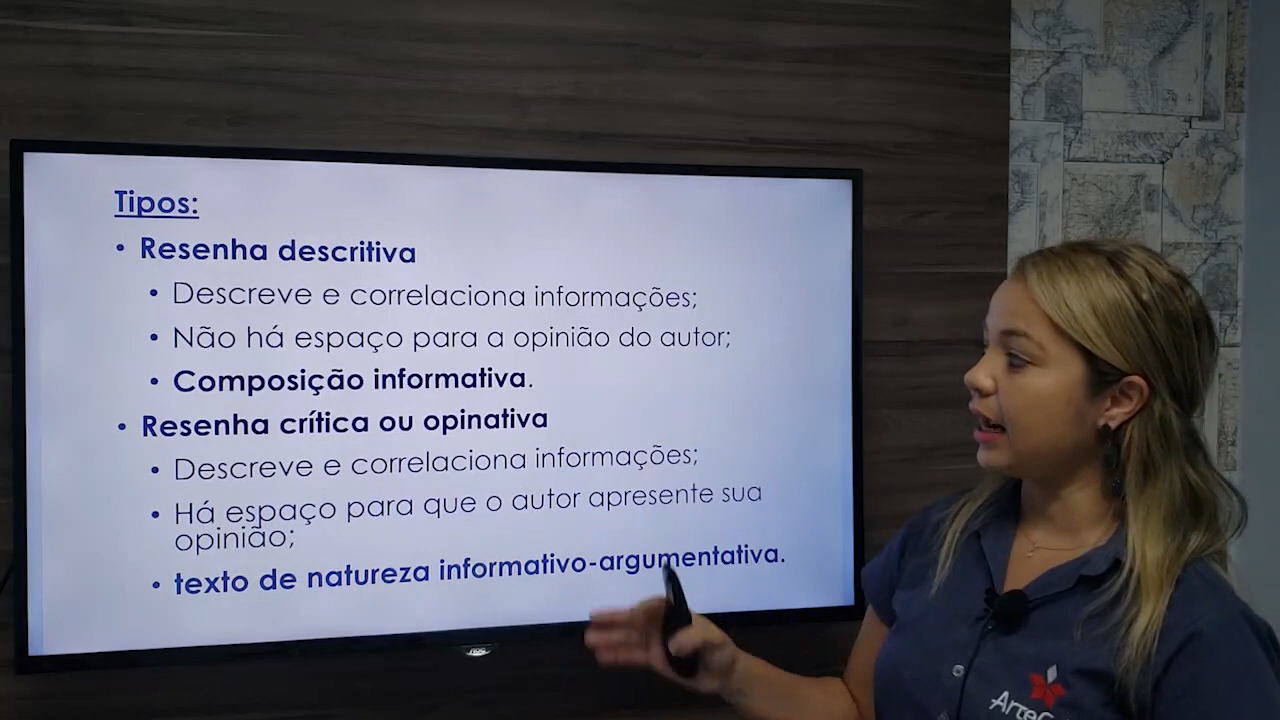 Tipos:
• Resenha descritiva
• Descreve e correlaciona informações;
• Não há espaço para a opinião do autor;
• Composição informativa.
• Resenha crítica ou opinativa
• Descreve e correlaciona informações;
• Há espaço para que o autor apresente sua
opinião;
• texto de natureza informativo-argumentativa.
AOC